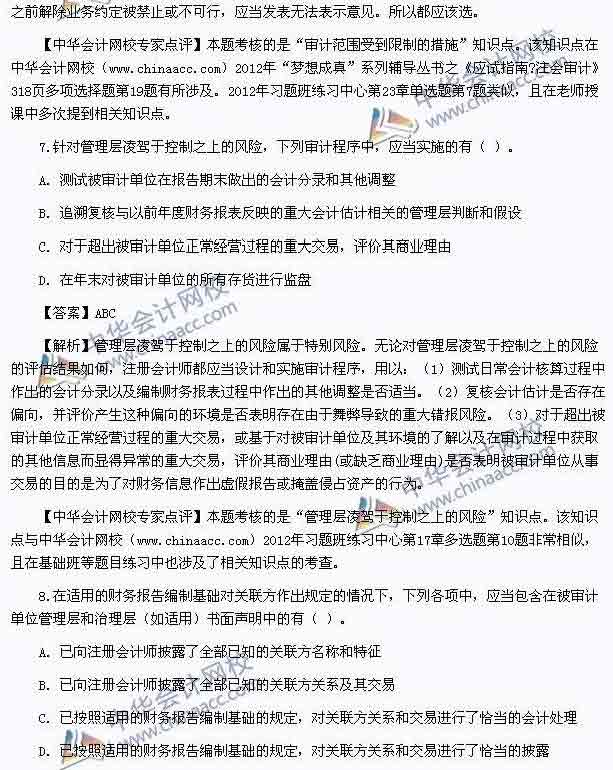 之前解除业务约定被禁止或不可行，应当发表无法表示意见。所以都应该选。
【中华会计网校专家点评】本题考核的是“审计范围受到限制的措施”知识点。该知识点在
中华会计网校（www.chinaacc.com）2012年“梦想成真”系列辅导丛书之《应试指南?社会审计》
318页多项选择题第19题有所涉及。2012年习题班练习中心第23章单选题第7题类似，且在老师授
课中多次提到相关知识点。
7.针对管理层凌驾于控制之上的风险，下列审计程序中，应当实施的有（ ）。
A. 测试被审计单位在报告期末做出的会计分录和其他调整
B. 追溯复核与以前年度财务报表反映的重大会计估计相关的管理层判断和假设
C. 对于超出被审计单位正常经营过程的重大交易，评价其商业理由
D. 在年末对被审计单位的所有存货进行监盘
【答案】ABC
【解析】管理层凌驾于控制之上的风险属于特别风险。无论对管理层凌驾于控制之上的风险
的评估结果如何，注册会计师都应当设计和实施审计程序，用以：（1）测试日常会计核算过程中
作出的会计分录以及编制财务报表过程中作出的其他调整是否适当。（2）复核会计估计是否存在
偏向，并评价产生这种偏向的环境是否表明存在由于舞弊导致的重大错报风险。（3）对于超出被
审计单位正常经营过程的重大交易，或基于对被审计单位及其环境的了解以及在审计过程中获取
的其他信息而显得异常的重大交易，评价其商业理由(或缺乏商业理由)是否表明被审计单位从事
交易的目的是为了对财务信息作出虚假报告或掩盖侵占资产的行为。
【中华会计网校专家点评】本题考核的是“管理层凌驾于控制之上的风险”知识点。该知识
点与中华会计网校（www.chinaacc.com）2012年习题班练习中心第17章多选题第10题非常相似，
且在基础班等题目练习中也涉及了相关知识点的考查。
8.在适用的财务报告编制基础对关联方作出规定的情况下，下列各项中，应当包含在被审计
单位管理层和治理层（如适用）书面声明中的有（ ）。
A. 已向注册会计师披露了全部已知的关联方名称和特征
B. 已向注册会计师披露了全部已知的关联方关系及其交易
C. 已按照适用的财务报告编制基础的规定，对关联方关系和交易进行了恰当的会计处理
D. 已按照适用的财务报告编制基础的规定，对关联方关系和交易进行了恰当的披露